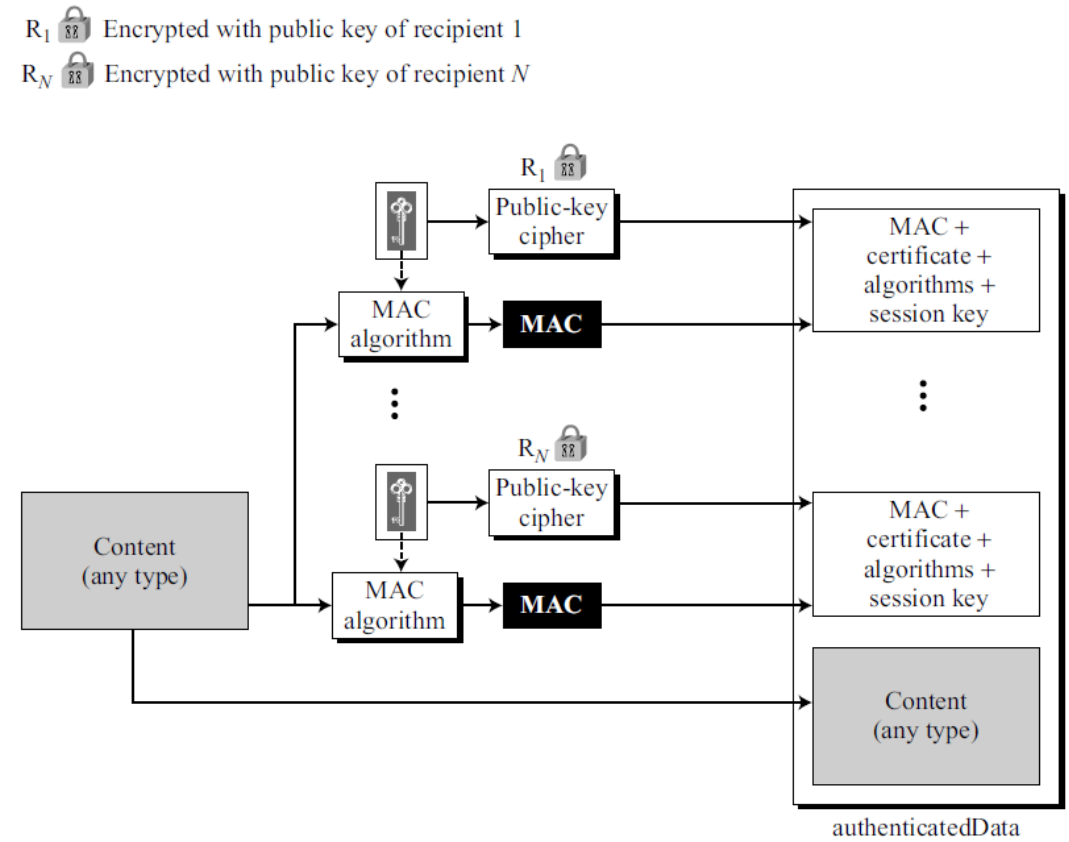 R1 Encrypted with public key of recipient 1
RN Encrypted with public key of recipient N
R1
Public-key
cipher
MAC
algorithm
MAC
MAC +
certificate +
algorithms +
session key
RN
Public-key
cipher
Content
(any type)
MAC
algorithm
MAC
MAC +
certificate +
algorithms +
session key
Content
(any type)
authenticatedData